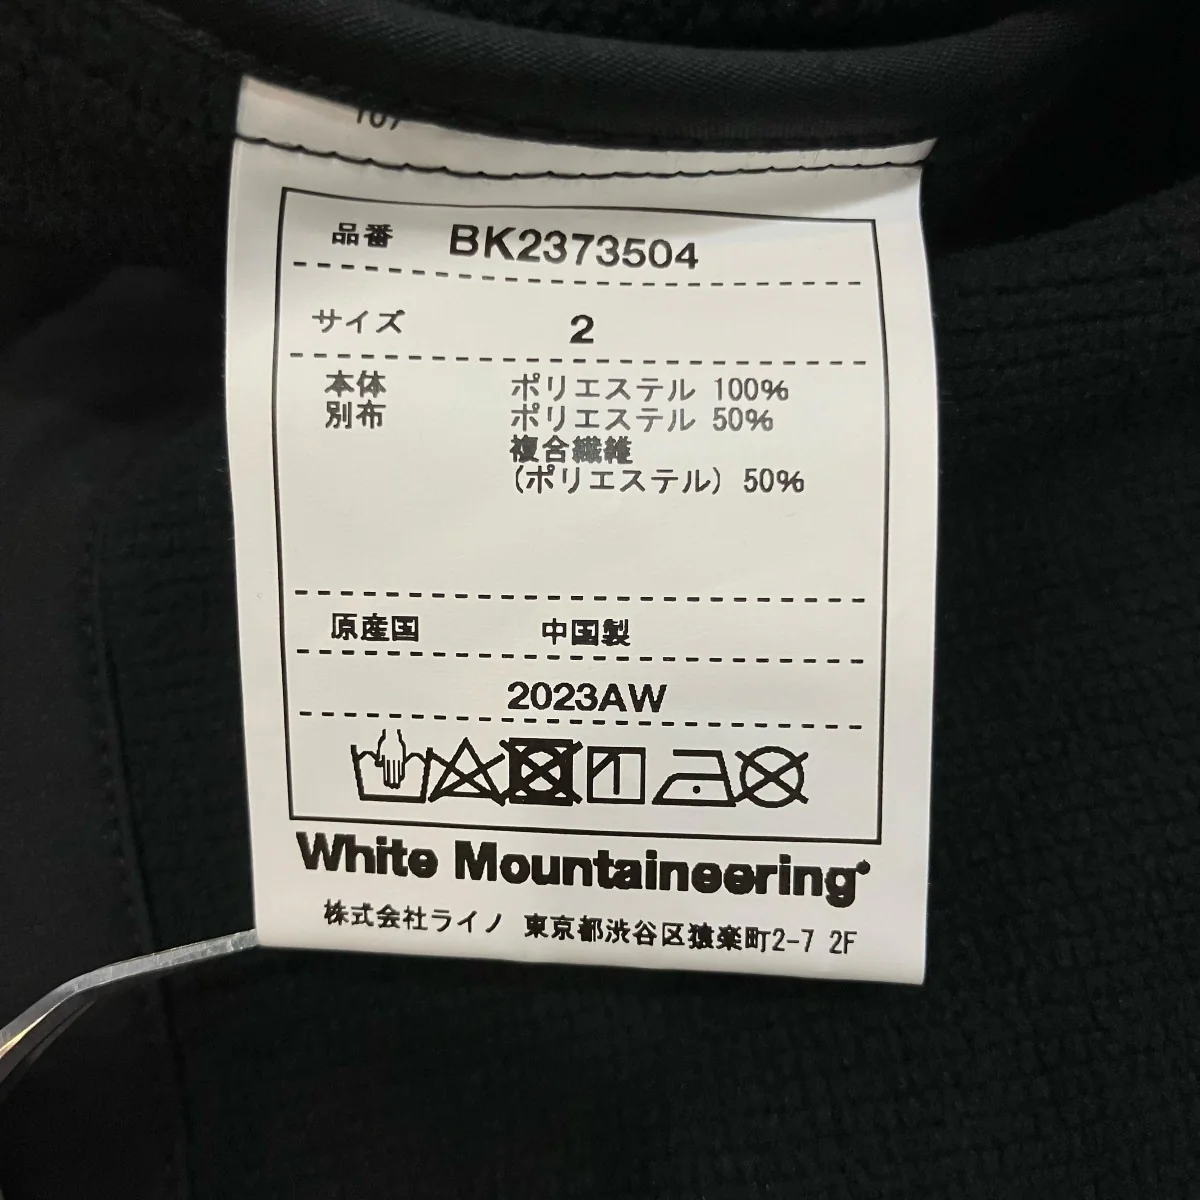 品番 BK2373504
サイズ 2
本体 ポリエステル 100%
別布 ポリエステル 50%
複合繊維
(ポリエステル) 50%
原産国 中国製
2023AW
White Mountaineering
株式会社ライノ 東京都渋谷区猿楽町2-7 2F